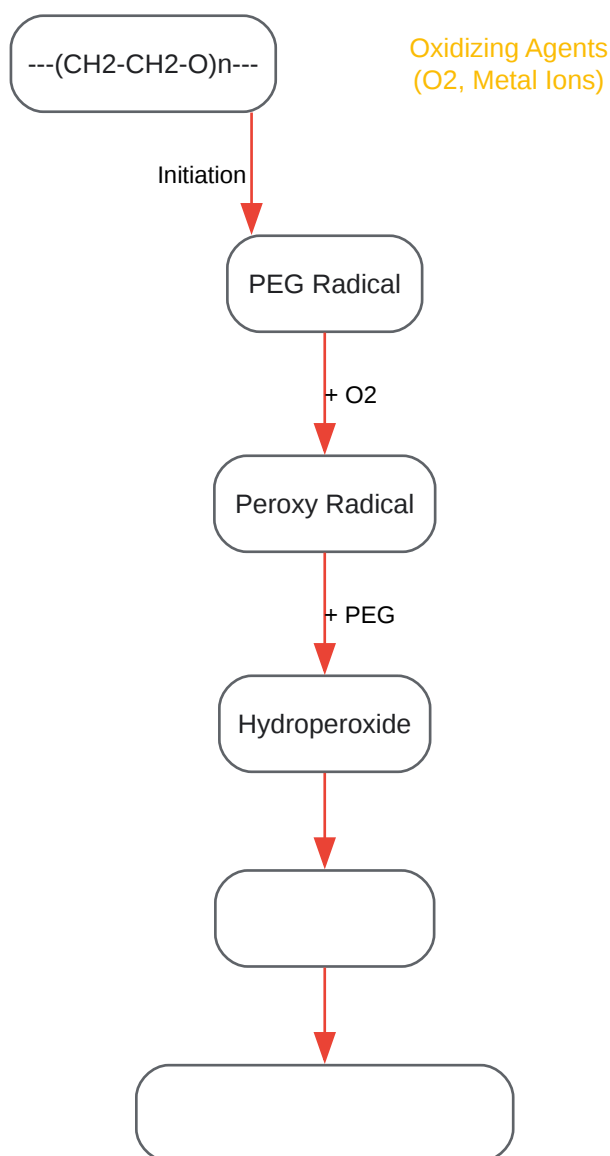 ---(CH2-CH2-O)n---
Oxidizing Agents
(O2, Metal Ions)
Initiation
PEG Radical
+ O2
Peroxy Radical
+ PEG
Hydroperoxide